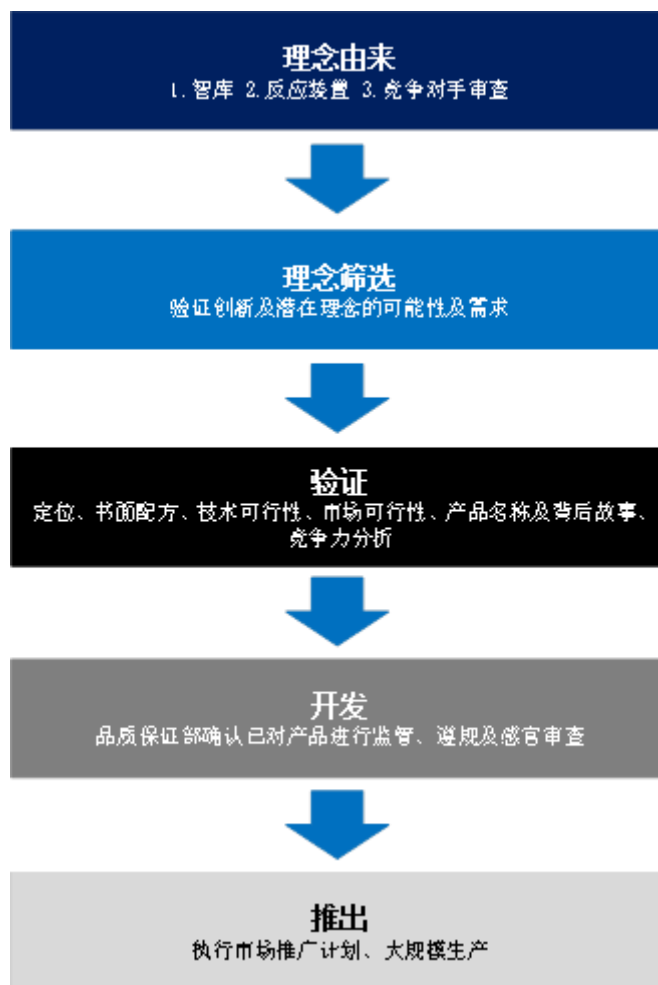 理念由来
1.智库 2.反应装置 3.竞争对手审查
理念筛选
验证创新及潜在理念的可能性及需求
验证
定位、书面配方、技术可行性、市场可行性、产品名称及背后故事、
竞争力分析
开发
品质保证部确认已对产品进行监管、遵规及感官审查
推出
执行市场推广计划、大规模生产